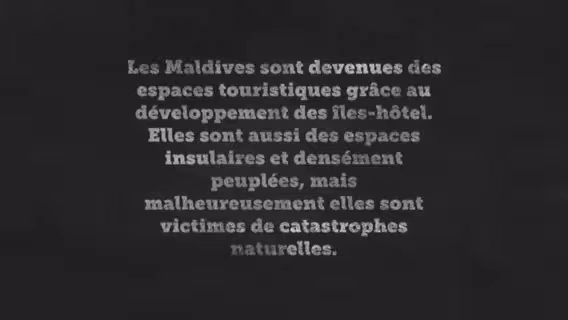 Les Maldives sont devenues des
espaces touristiques grâce au
développement des îles-hôtel.
Elles sont aussi des espaces
insulaires et densément
peuplées, mais
malheureusement elles sont
victimes de catastrophes
naturelles.